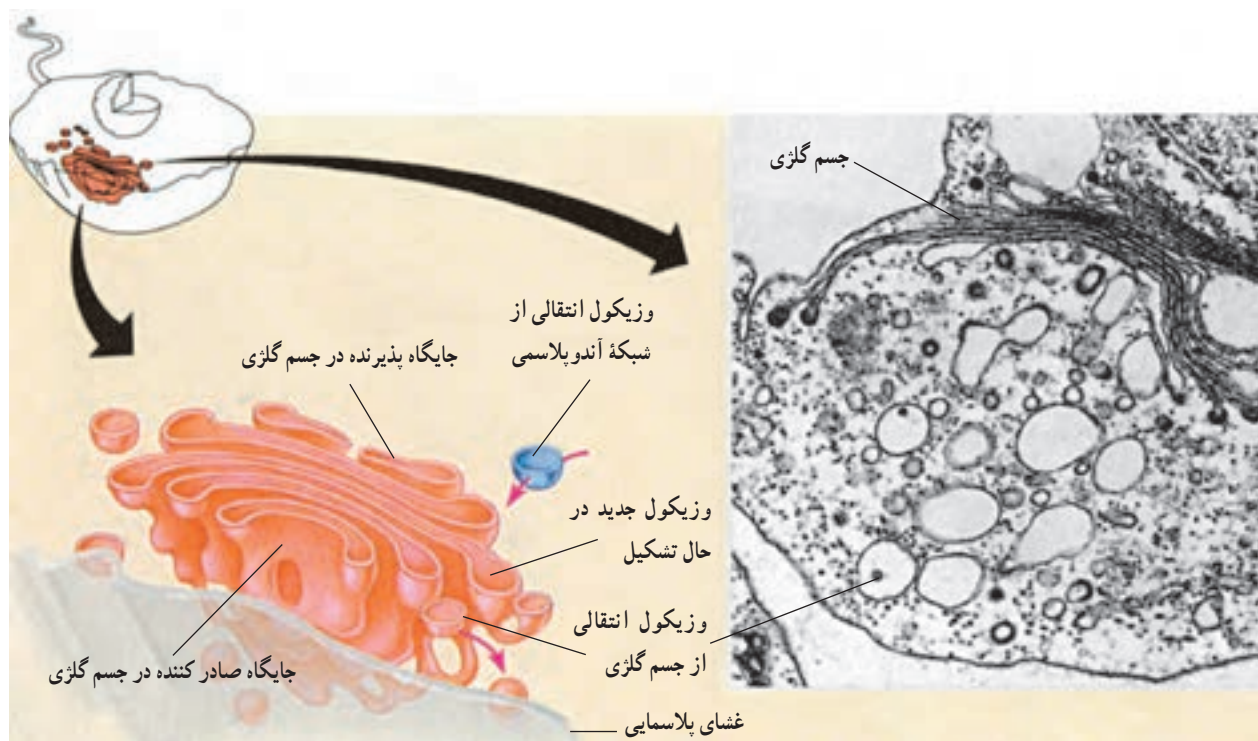 جسم گلژی
وزیکول انتقالی از
شبکهٔ آندوپلاسمی
جایگاه پذیرنده در جسم گلژی
وزیکول جدید در
حال تشکیل
وزیکول انتقالی
از جسم گلژی
جایگاه صادر کننده در جسم گلژی
غشای پلاسمایی